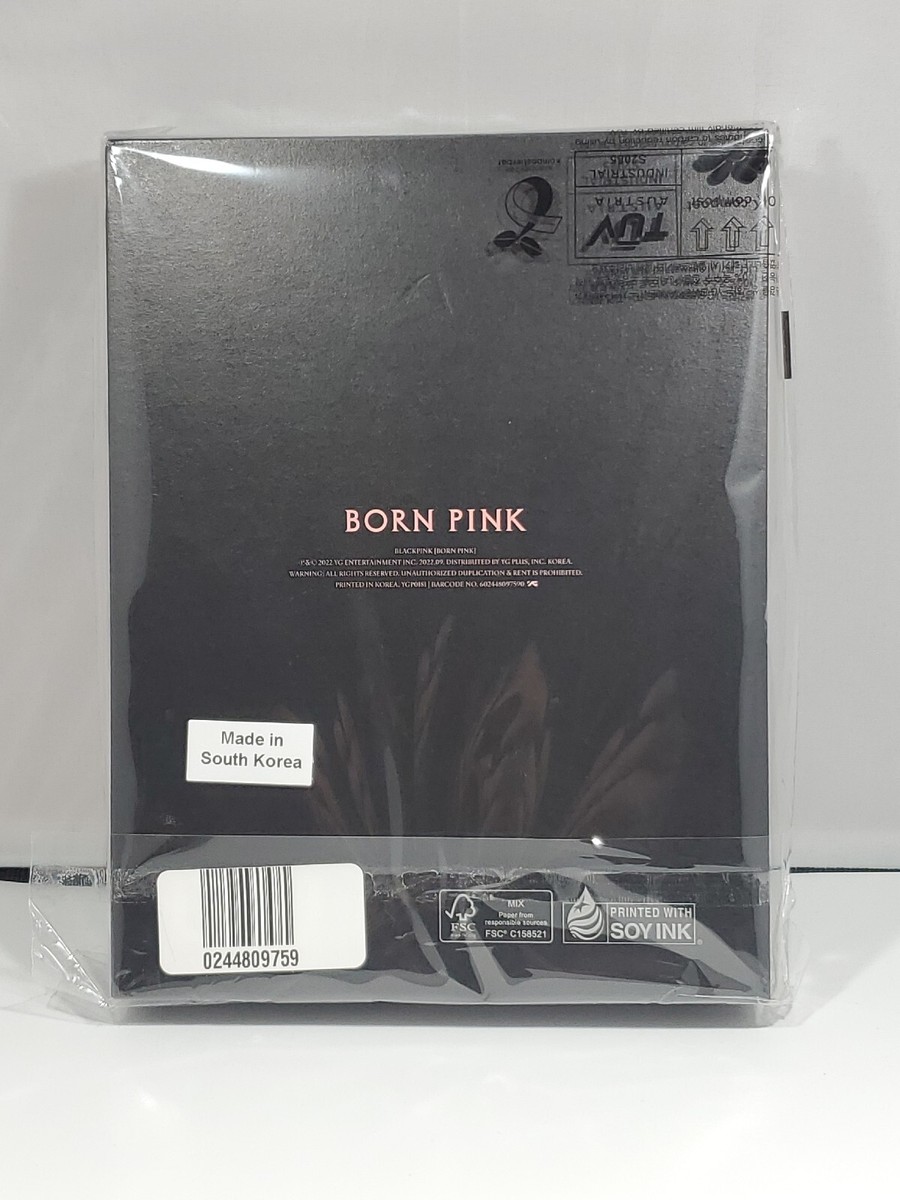 S2085
INDUSTRIAL
AUSTRIA
TÜV
BORN PINK
BLACKPINK [BORN PINK]
℗&© 2022 YG ENTERTAINMENT INC. 2022.09. DISTRIBUTED BY YG PLUS, INC. KOREA.
WARNING: ALL RIGHTS RESERVED. UNAUTHORIZED DUPLICATION & RENT IS PROHIBITED.
PRINTED IN KOREA. YGP0181 | BARCODE NO. 602448097590
Made in
South Korea
0244809759
FSC
MIX
Paper from
responsible sources
FSC® C158521
PRINTED WITH
SOY INK®